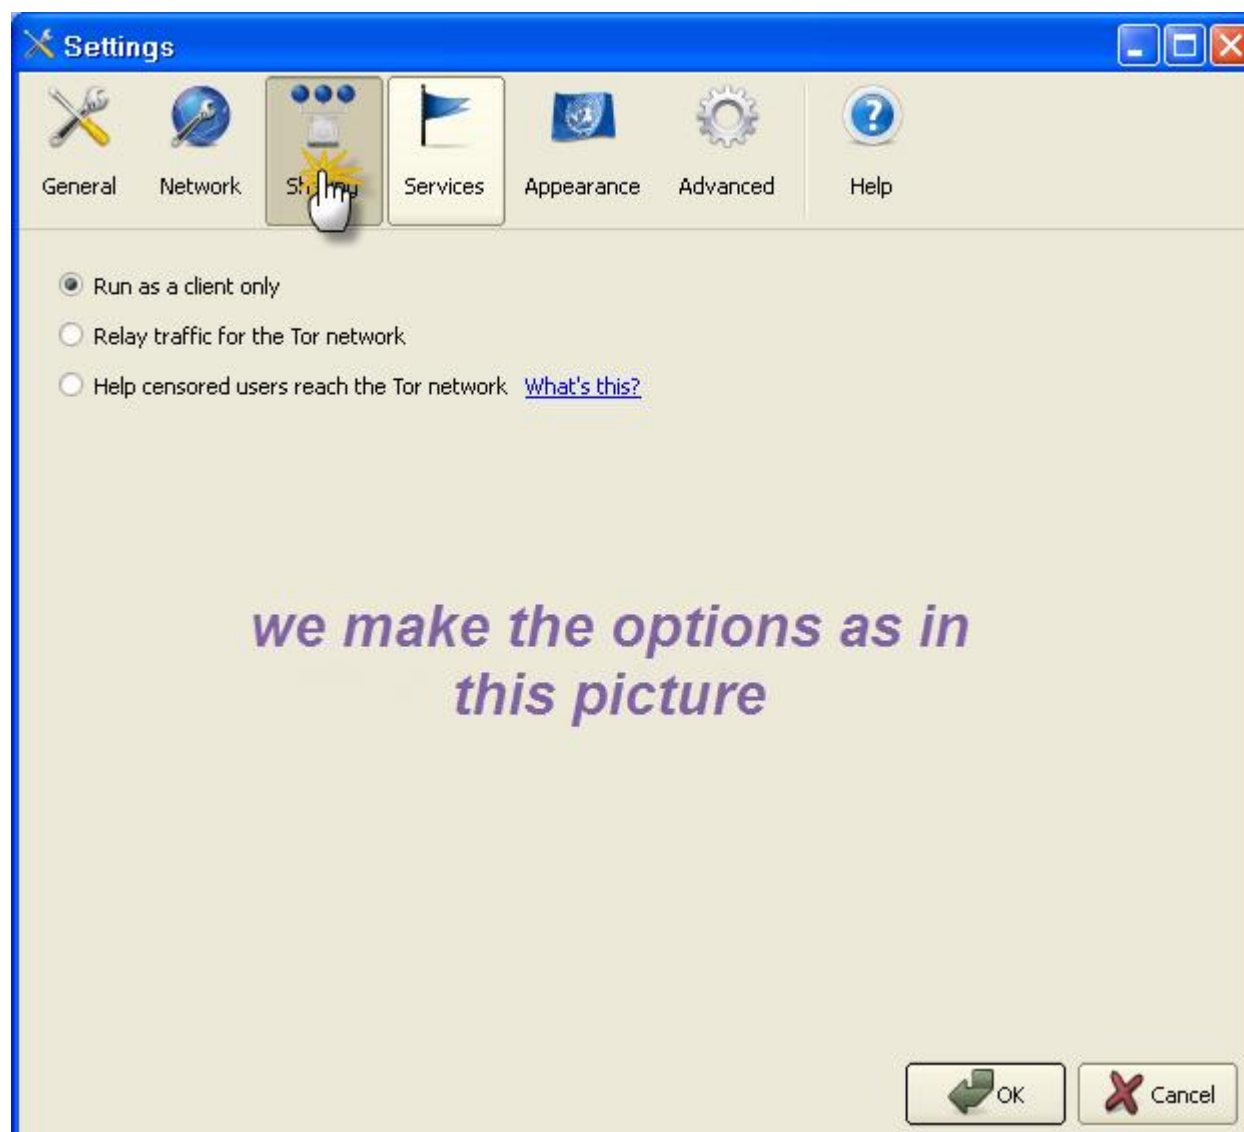 Settings
General Network Services Appearance Advanced Help
Run as a client only
Relay traffic for the Tor network
Help censored users reach the Tor network What's this?
we make the options as in
this picture
OK Cancel